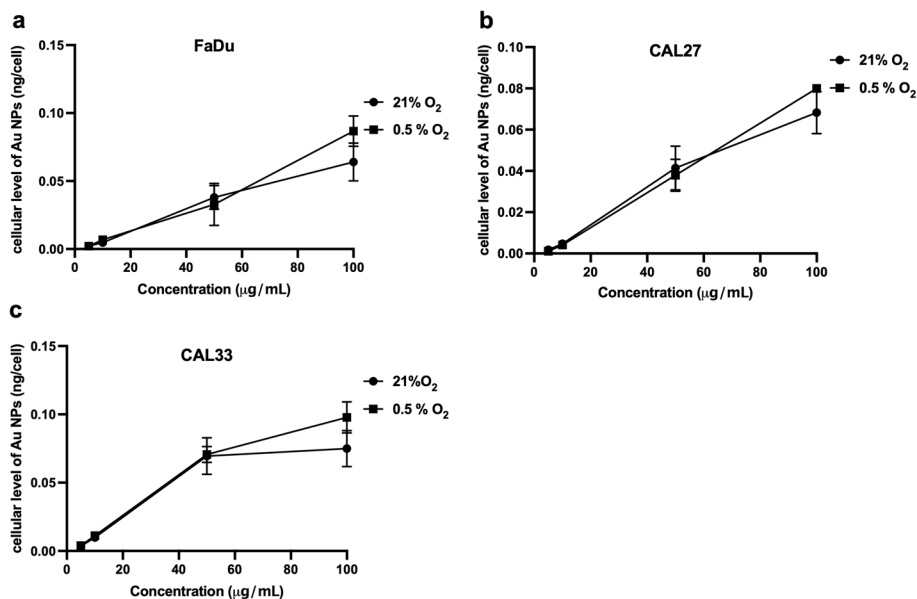 a
FaDu
cellular level of Au NPs (ng/cell)
0.15
0.10
0.05
0.00
0 20 40 60 80 100
Concentration (μg/mL)
21% O2
0.5 % O2
b
CAL27
cellular level of Au NPs (ng/cell)
0.10
0.08
0.06
0.04
0.02
0.00
0 20 40 60 80 100
Concentration (μg/mL)
21% O2
0.5 % O2
c
CAL33
cellular level of Au NPs (ng/cell)
0.15
0.10
0.05
0.00
0 20 40 60 80 100
Concentration (μg/mL)
21%O2
0.5 % O2